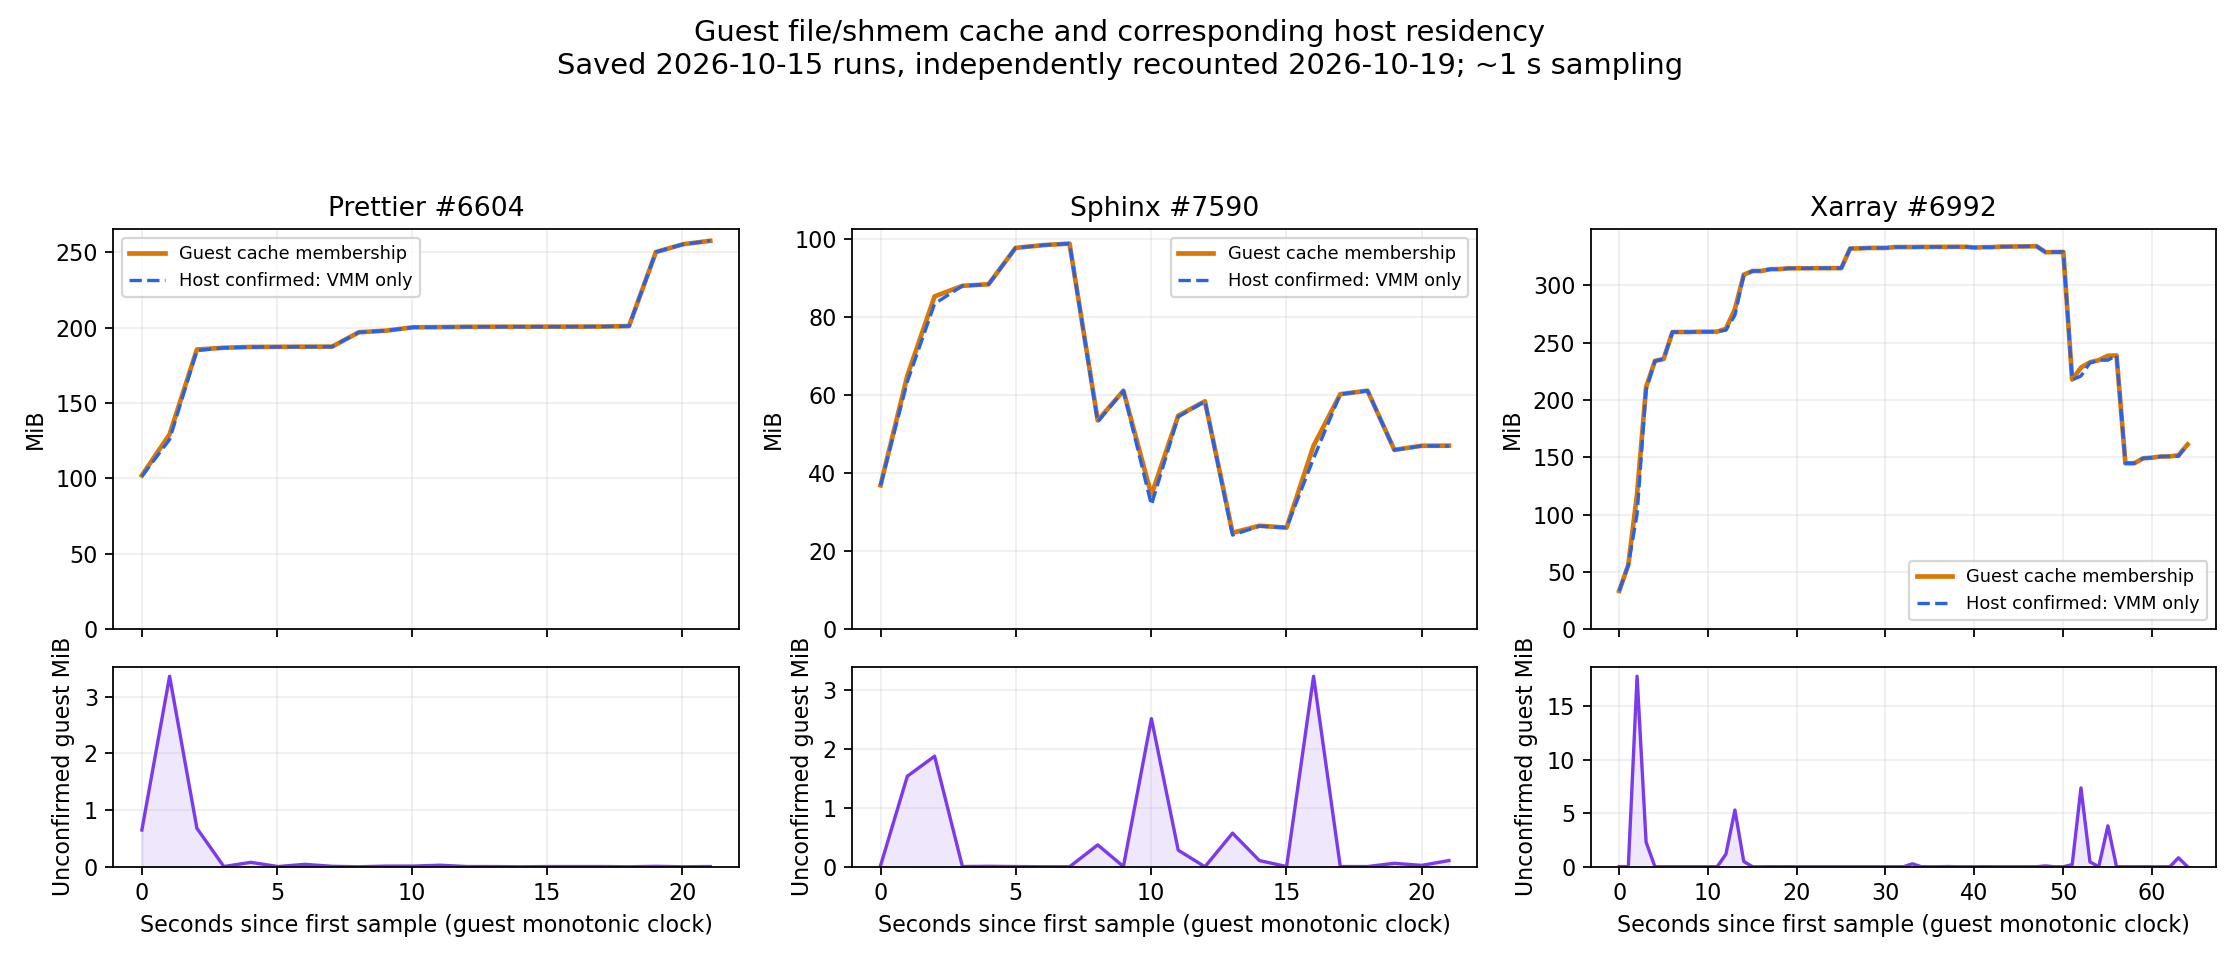 Guest file/shmem cache and corresponding host residency
Saved 2026-10-15 runs, independently recounted 2026-10-19; ~1 s sampling
Prettier #6604
MiB
250
200
150
100
50
0
Guest cache membership
Host confirmed: VMM only
Unconfirmed guest MiB
3
2
1
0
0 5 10 15 20
Seconds since first sample (guest monotonic clock)
Sphinx #7590
MiB
100
80
60
40
20
0
Guest cache membership
Host confirmed: VMM only
Unconfirmed guest MiB
3
2
1
0
0 5 10 15 20
Seconds since first sample (guest monotonic clock)
Xarray #6992
MiB
300
250
200
150
100
50
0
Guest cache membership
Host confirmed: VMM only
Unconfirmed guest MiB
15
10
5
0
0 10 20 30 40 50 60
Seconds since first sample (guest monotonic clock)